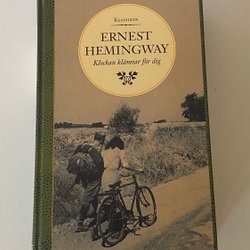 KLASSIKER
ERNEST
HEMINGWAY
Klockan klämtar för dig